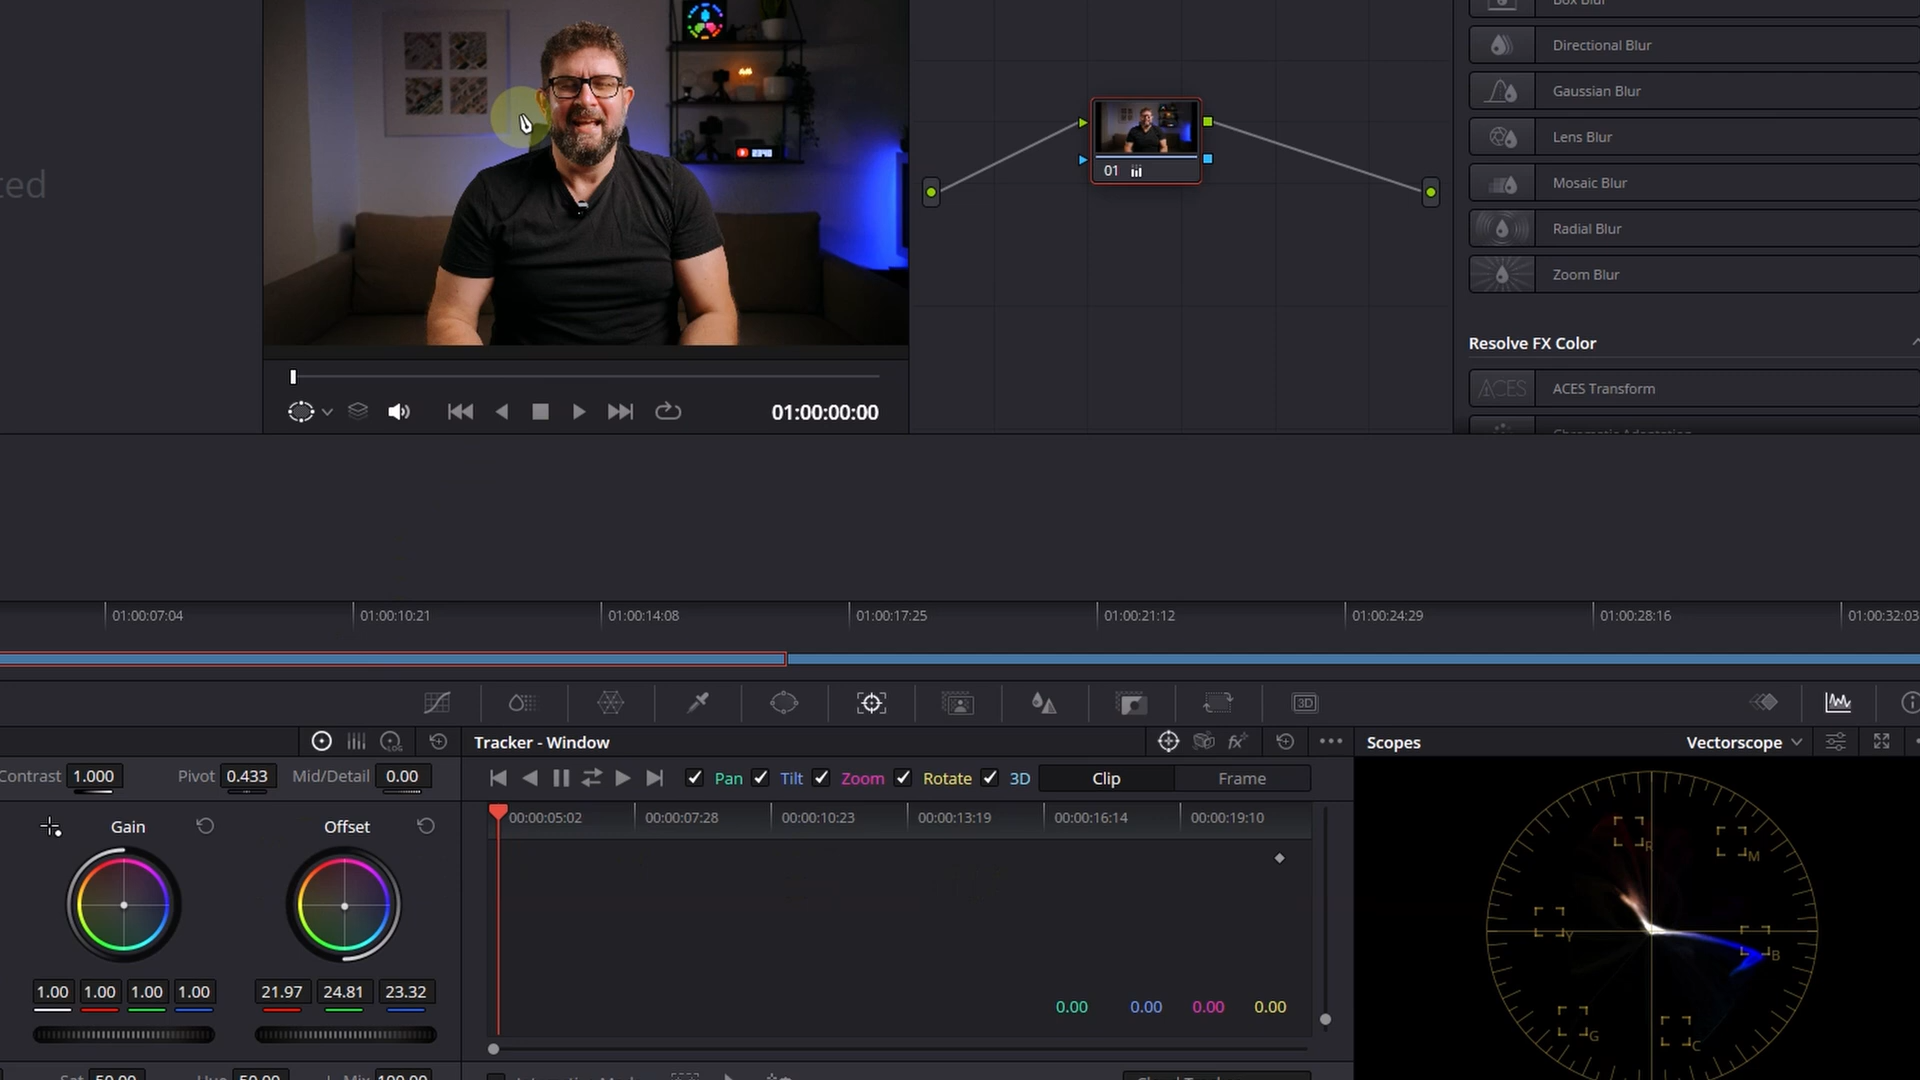 Directional Blur
Gaussian Blur
Lens Blur
Mosaic Blur
Radial Blur
Zoom Blur
Resolve FX Color
ACES
ACES Transform
01
01:00:00:00
01:00:07:04
01:00:10:21
01:00:14:08
01:00:17:25
01:00:21:12
01:00:24:29
01:00:28:16
01:00:32:03
3D
LOG
Tracker - Window
Scopes
Vectorscope
Contrast 1.000
Pivot 0.433
Mid/Detail 0.00
Pan
Tilt
Zoom
Rotate
3D
Clip
Frame
Gain
Offset
00:00:05:02
00:00:07:28
00:00:10:23
00:00:13:19
00:00:16:14
00:00:19:10
R
M
Y
B
G
C
1.00 1.00 1.00 1.00
21.97 24.81 23.32
0.00 0.00 0.00 0.00